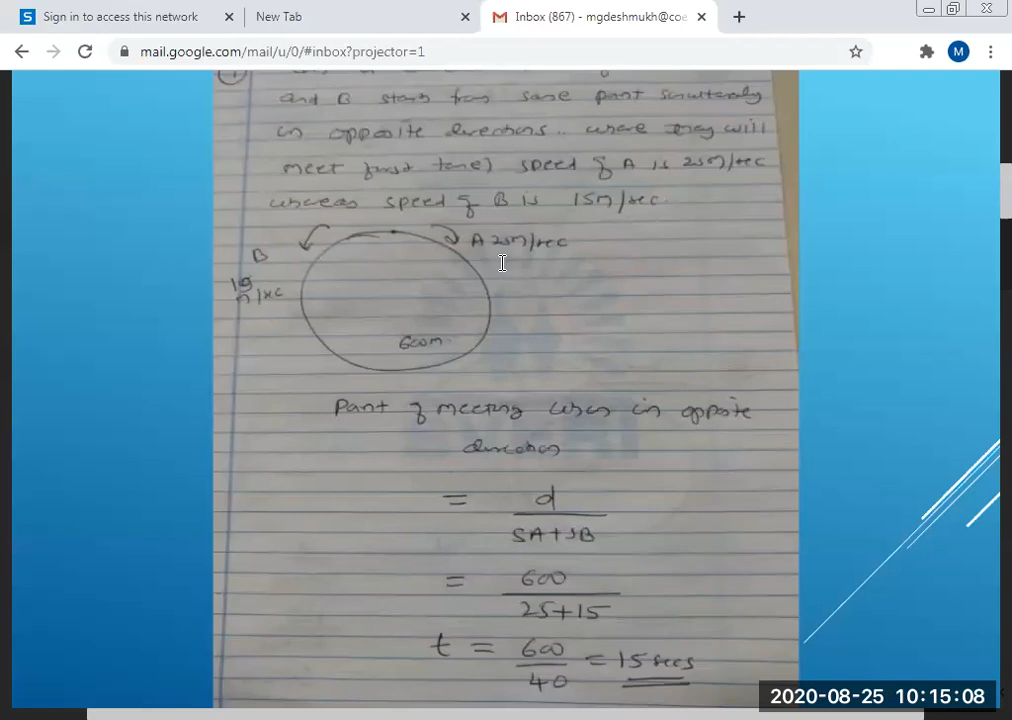 Sign in to access this network
New Tab
Inbox (867) - mgdeshmukh@coe
mail.google.com/mail/u/0/#inbox?projector=1
M
and B starts from same point
in opposite directions.. where they will
meet first time) speed of A is 25m/sec
whereas speed of B is 15m/sec.
A 25m/sec
B
15
m/sec
600m.
Point of meeting when in opposite
direction
= d
SA+SB
= 600
25+15
t = 600 = 15 secs
40
2020-08-25 10:15:08